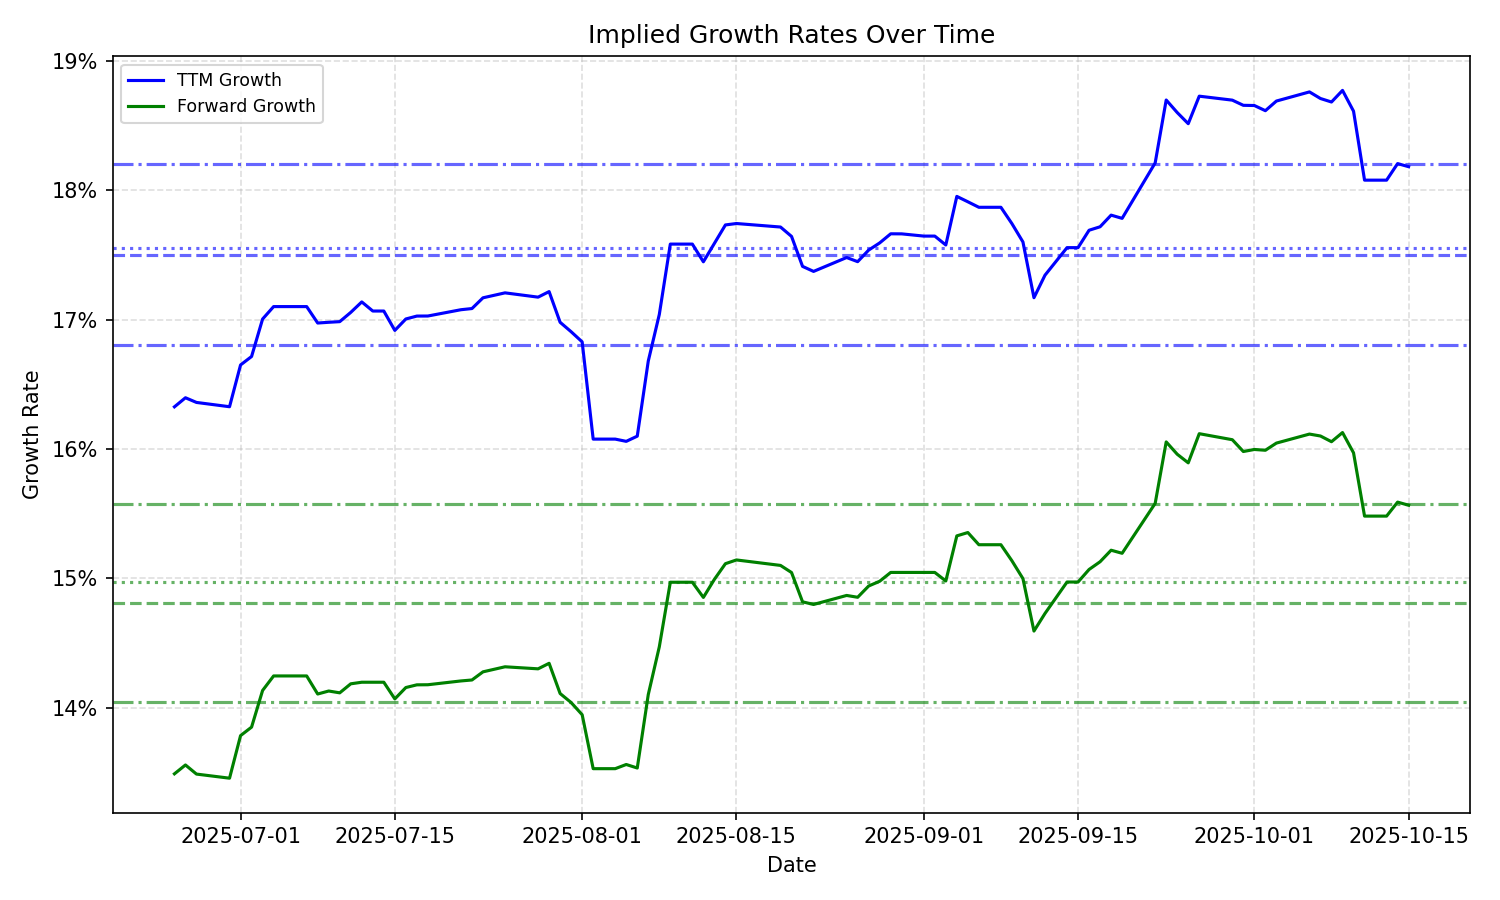 Implied Growth Rates Over Time
TTM Growth
Forward Growth
19%
18%
17%
16%
15%
14%
Growth Rate
2025-07-01
2025-07-15
2025-08-01
2025-08-15
2025-09-01
2025-09-15
2025-10-01
2025-10-15
Date